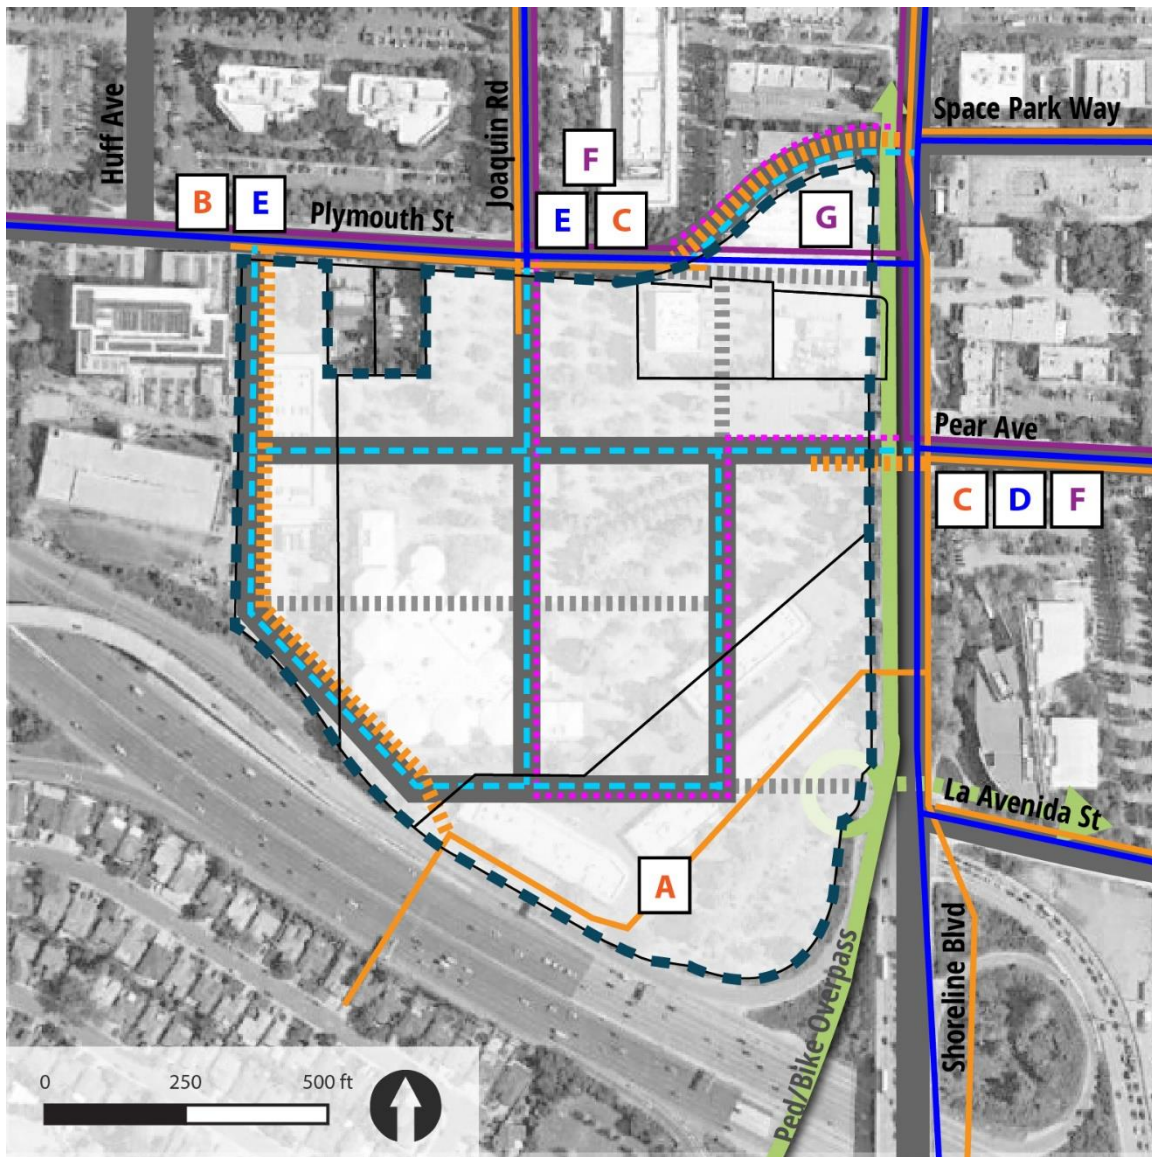 Space Park Way
Huff Ave
Joaquin Rd
F
B E
Plymouth St
E C
G
Pear Ave
C D F
La Avenida St
A
Shoreline Blvd
Ped/Bike Overpass
0 250 500 ft